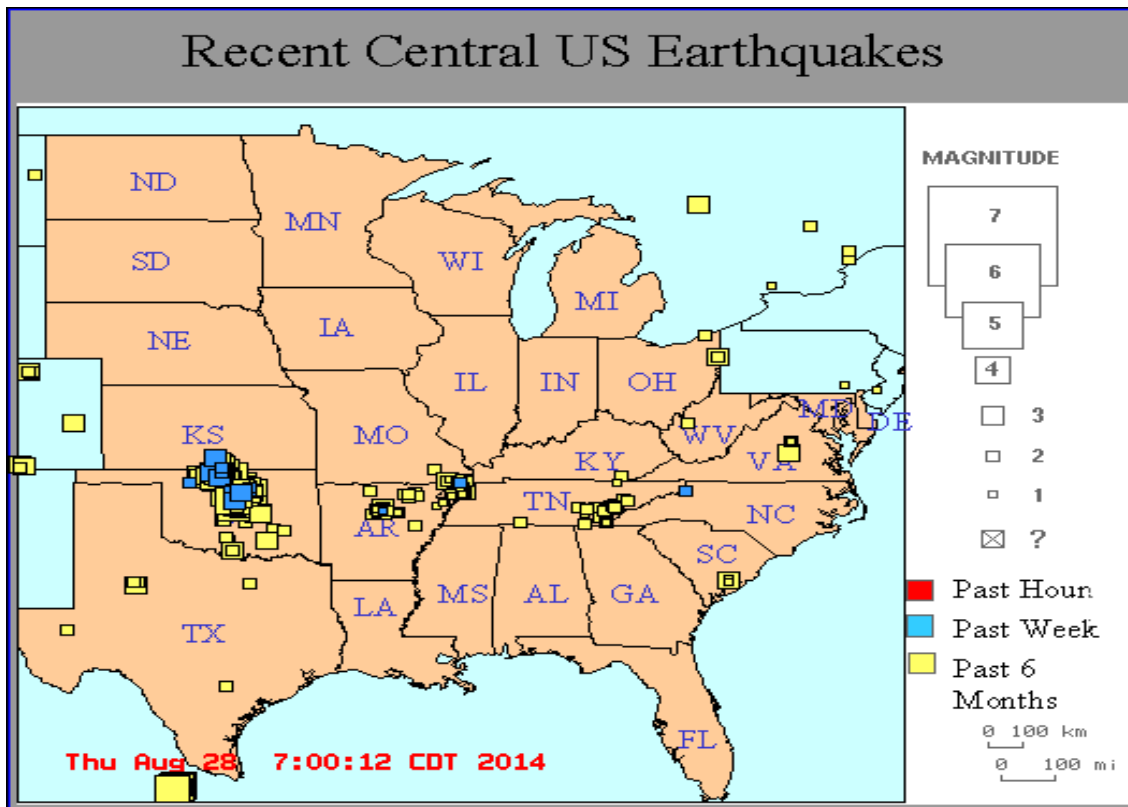 Recent Central US Earthquakes
MAGNITUDE
7
6
5
4
3
2
1
?
Past Hour
Past Week
Past 6
Months
0 100 km
0 100 mi
ND
MN
SD
WI
MI
NE
IA
IL
IN
OH
MD
DE
KS
MO
WV
KY
VA
TN
NC
AR
SC
MS
AL
GA
LA
TX
FL
Thu Aug 28 7:00:12 CDT 2014